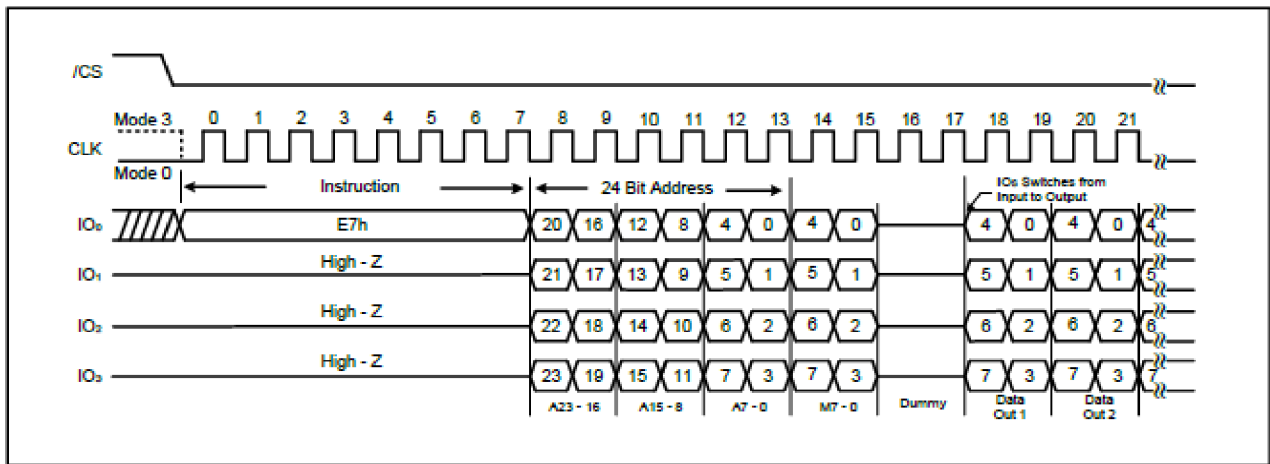 /CS
Mode 3 0 1 2 3 4 5 6 7 8 9 10 11 12 13 14 15 16 17 18 19 20 21
CLK
Mode 0
Instruction 24 Bit Address IOs Switches from
Input to Output
IO₀ E7h 20 16 12 8 4 0 4 0 4 0 4 0 4
High - Z
IO₁ 21 17 13 9 5 1 5 1 5 1 5 1 5
High - Z
IO₂ 22 18 14 10 6 2 6 2 6 2 6 2 6
High - Z
IO₃ 23 19 15 11 7 3 7 3 7 3 7 3 7
A23 - 16 A15 - 8 A7 - 0 M7 - 0 Dummy Data Data
Out 1 Out 2